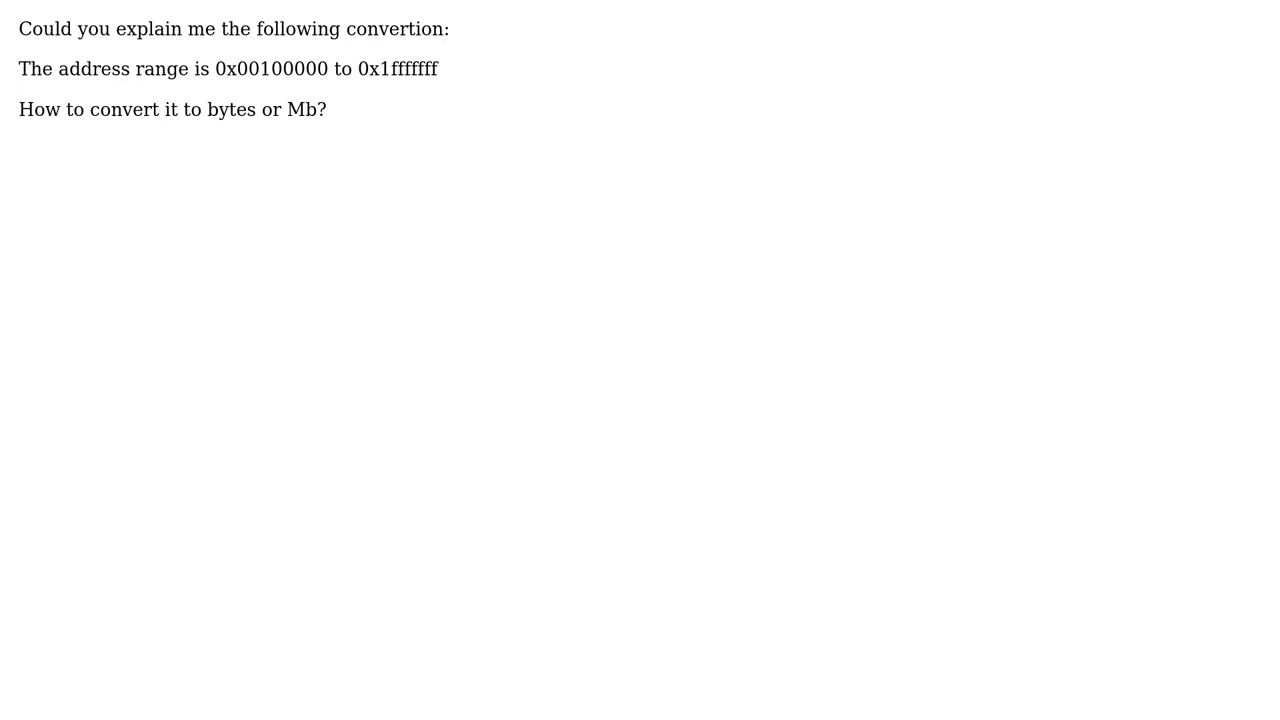 Could you explain me the following convertion:
The address range is 0x00100000 to 0x1fffffff
How to convert it to bytes or Mb?